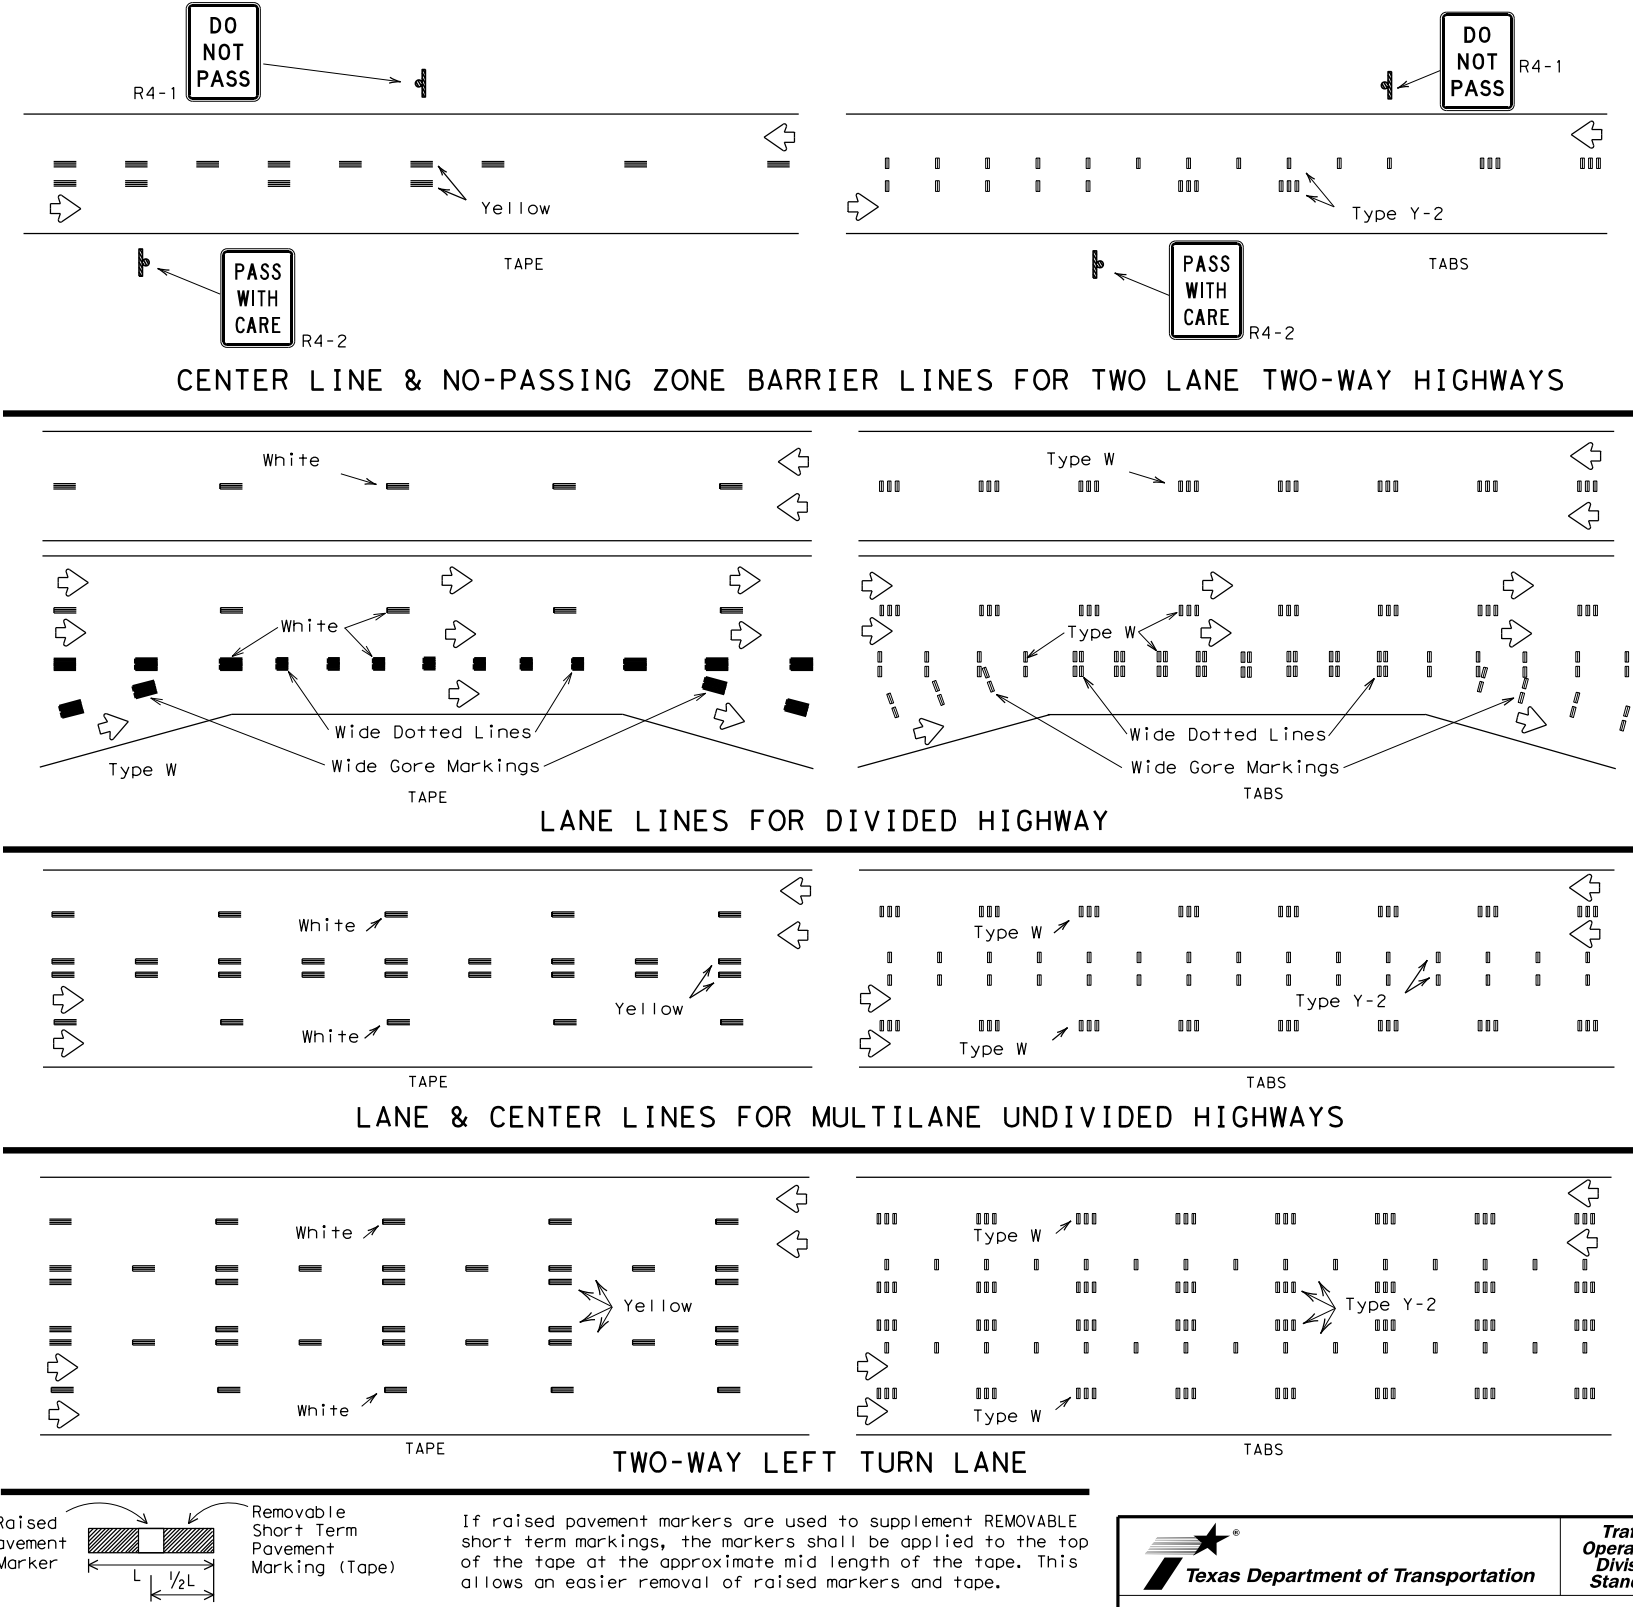 DO
NOT
PASS
R4-1
DO
NOT
PASS
R4-1
Yellow
Type Y-2
TAPE
TABS
PASS
WITH
CARE
R4-2
PASS
WITH
CARE
R4-2
CENTER LINE & NO-PASSING ZONE BARRIER LINES FOR TWO LANE TWO-WAY HIGHWAYS
White
Type W
White
Type W
Wide Dotted Lines
Wide Dotted Lines
Type W
Wide Gore Markings
Wide Gore Markings
TAPE
TABS
LANE LINES FOR DIVIDED HIGHWAY
White
Type W
Yellow
Type Y-2
White
Type W
TAPE
TABS
LANE & CENTER LINES FOR MULTILANE UNDIVIDED HIGHWAYS
White
Type W
Yellow
Type Y-2
White
Type W
TAPE
TABS
TWO-WAY LEFT TURN LANE
Raised
Pavement
Marker
Removable
Short Term
Pavement
Marking (Tape)
L
1/2L
If raised pavement markers are used to supplement REMOVABLE
short term markings, the markers shall be applied to the top
of the tape at the approximate mid length of the tape. This
allows an easier removal of raised markers and tape.
®
Texas Department of Transportation